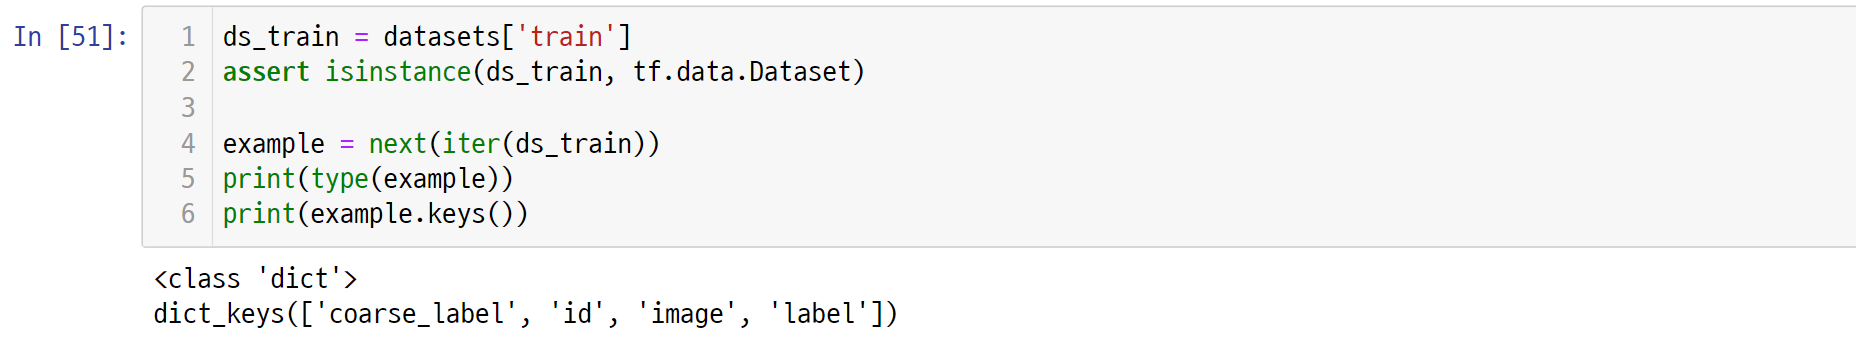 In [51]:
1 ds_train = datasets['train']
2 assert isinstance(ds_train, tf.data.Dataset)
3
4 example = next(iter(ds_train))
5 print(type(example))
6 print(example.keys())
<class 'dict'>
dict_keys(['coarse_label', 'id', 'image', 'label'])